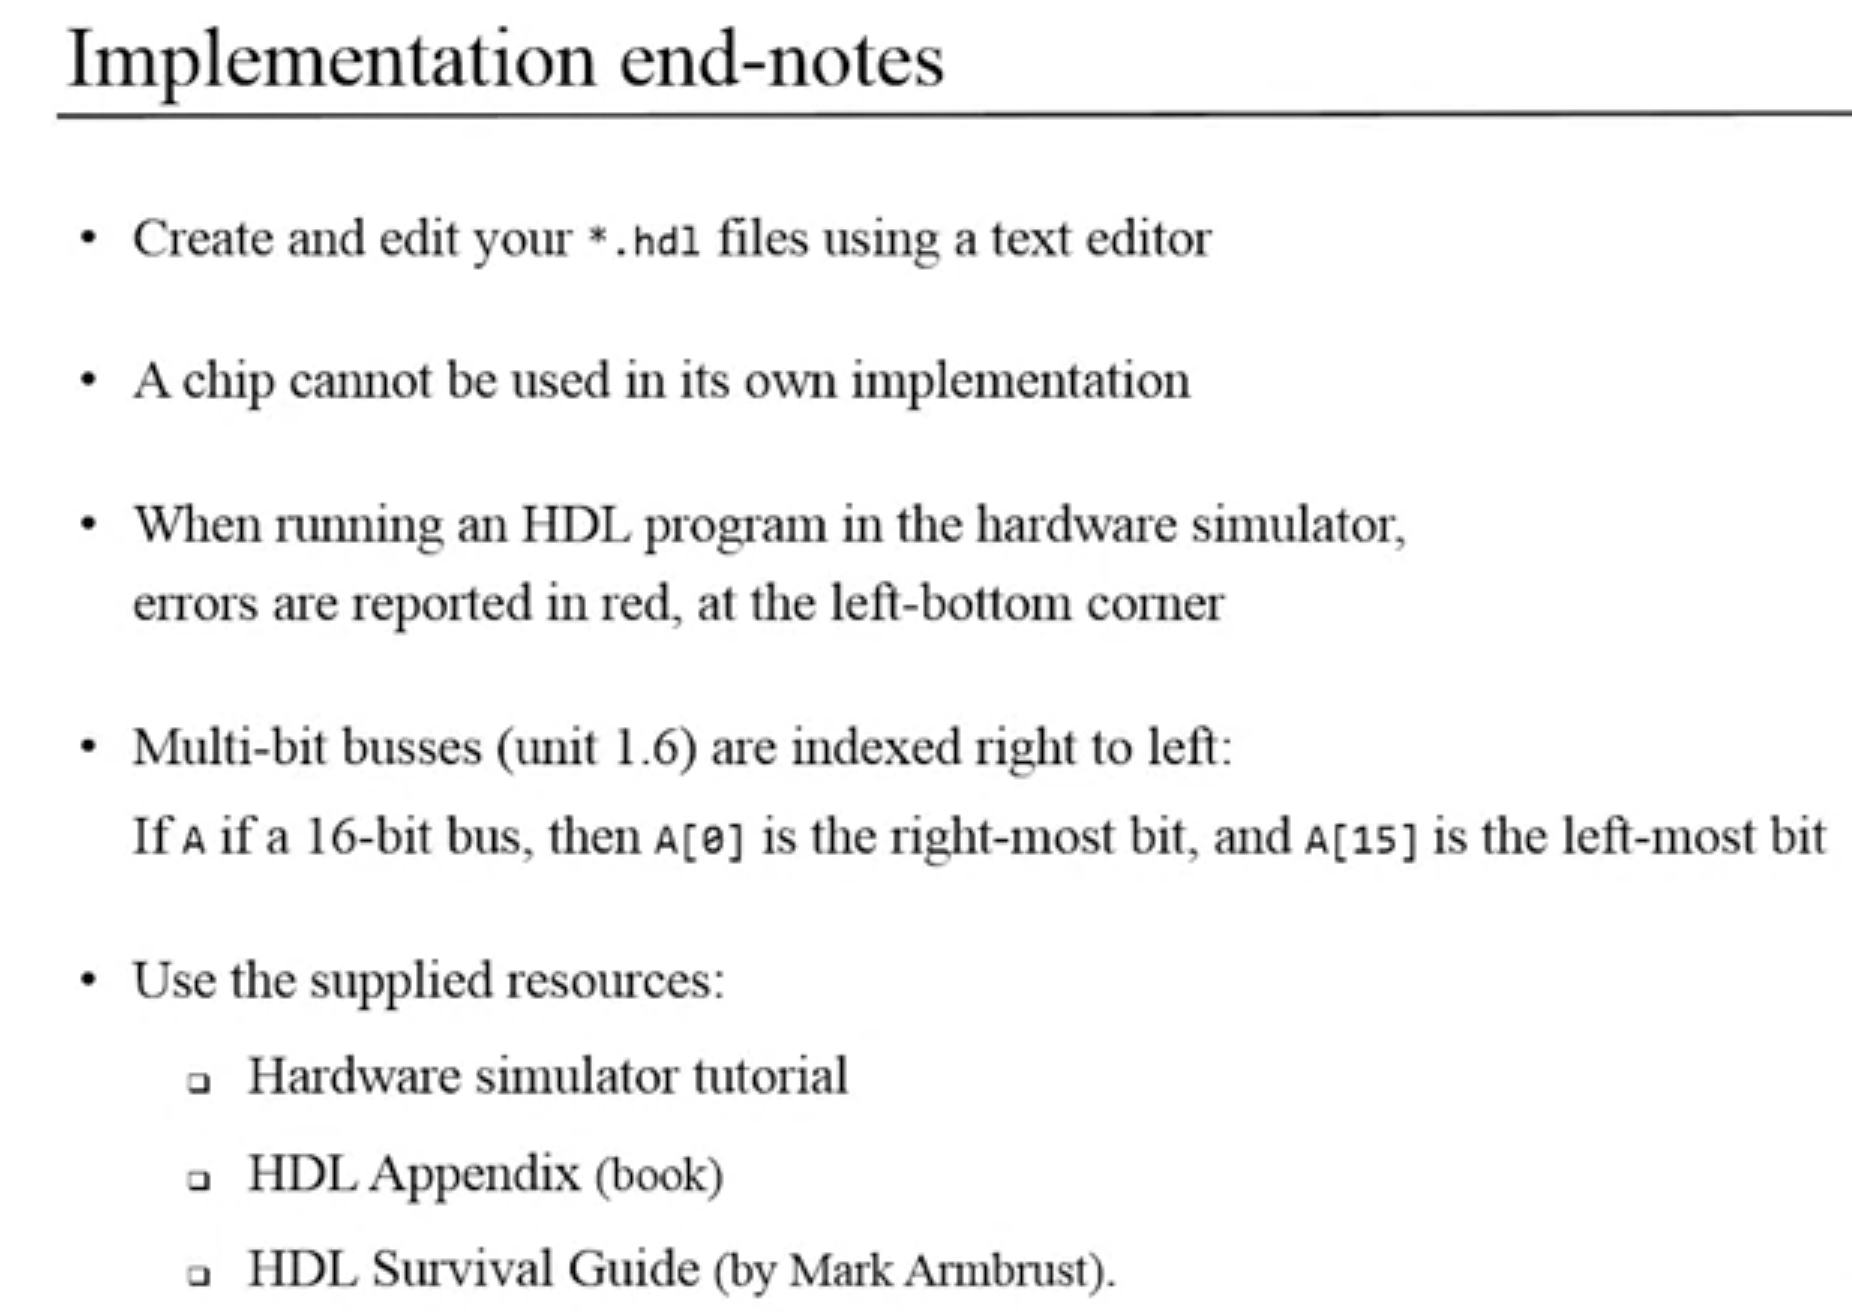 Implementation end-notes
• Create and edit your *.hdl files using a text editor
• A chip cannot be used in its own implementation
• When running an HDL program in the hardware simulator,
errors are reported in red, at the left-bottom corner
• Multi-bit busses (unit 1.6) are indexed right to left:
If A if a 16-bit bus, then A[0] is the right-most bit, and A[15] is the left-most bit
• Use the supplied resources:
❑ Hardware simulator tutorial
❑ HDL Appendix (book)
❑ HDL Survival Guide (by Mark Armbrust).